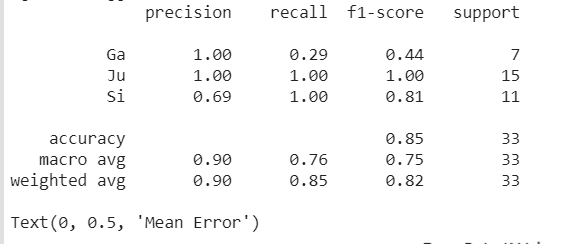 precision recall f1-score support
Ga 1.00 0.29 0.44 7
Ju 1.00 1.00 1.00 15
Si 0.69 1.00 0.81 11
accuracy 0.85 33
macro avg 0.90 0.76 0.75 33
weighted avg 0.90 0.85 0.82 33
Text(0, 0.5, 'Mean Error')